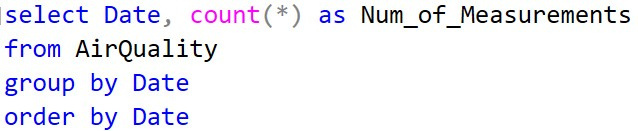 select Date, count(*) as Num_of_Measurements
from AirQuality
group by Date
order by Date